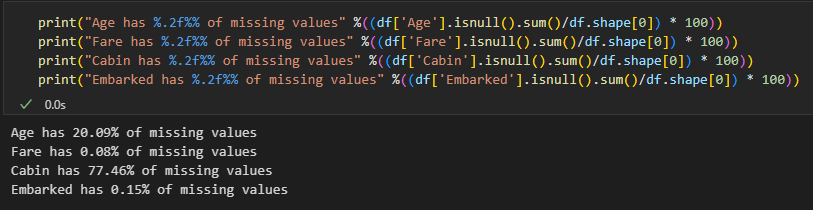 print("Age has %.2f%% of missing values" %((df['Age'].isnull().sum()/df.shape[0]) * 100))
print("Fare has %.2f%% of missing values" %((df['Fare'].isnull().sum()/df.shape[0]) * 100))
print("Cabin has %.2f%% of missing values" %((df['Cabin'].isnull().sum()/df.shape[0]) * 100))
print("Embarked has %.2f%% of missing values" %((df['Embarked'].isnull().sum()/df.shape[0]) * 100))
✓ 0.0s
Age has 20.09% of missing values
Fare has 0.08% of missing values
Cabin has 77.46% of missing values
Embarked has 0.15% of missing values